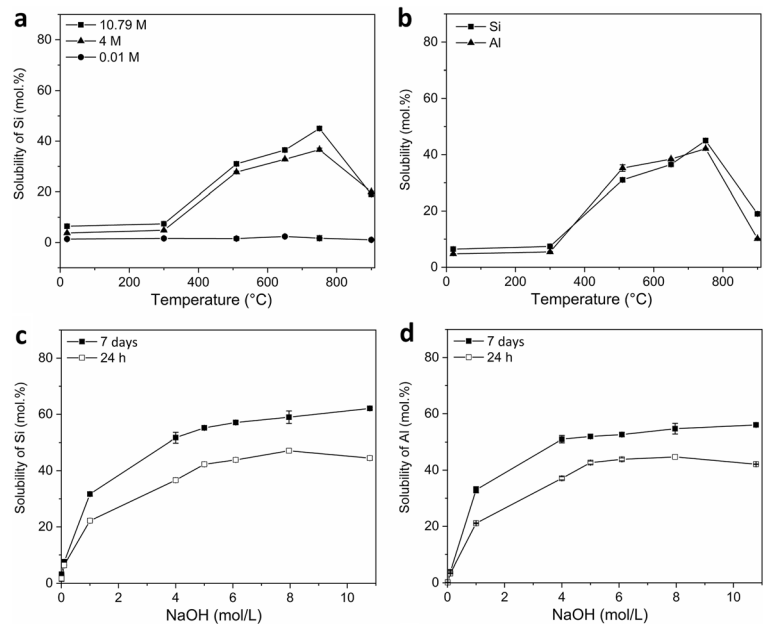 a
10.79 M
4 M
0.01 M
Solubility of Si (mol.%)
80
60
40
20
0
0 200 400 600 800
Temperature (°C)
b
Si
Al
Solubility (mol.%)
80
60
40
20
0
0 200 400 600 800
Temperature (°C)
c
7 days
24 h
Solubility of Si (mol.%)
80
60
40
20
0
0 2 4 6 8 10
NaOH (mol/L)
d
7 days
24 h
Solubility of Al (mol.%)
80
60
40
20
0
0 2 4 6 8 10
NaOH (mol/L)